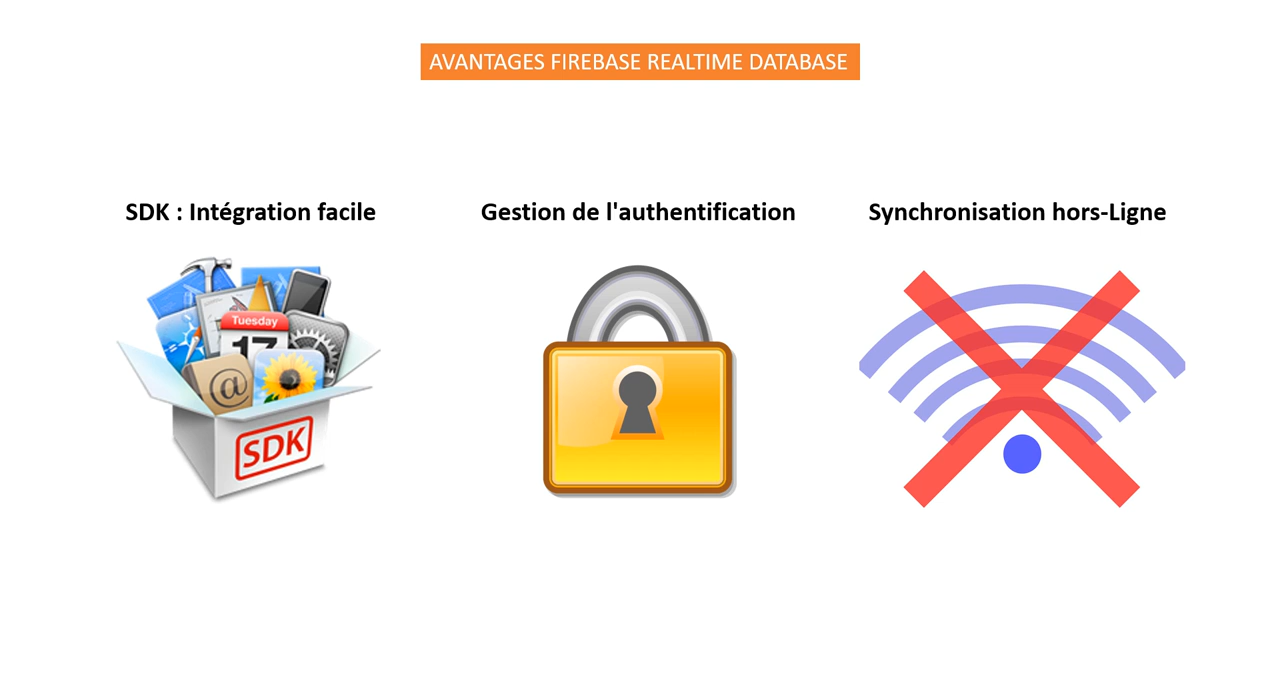 AVANTAGES FIREBASE REALTIME DATABASE
SDK : Intégration facile
Gestion de l'authentification
Synchronisation hors-Ligne
Tuesday
17
@
SDK